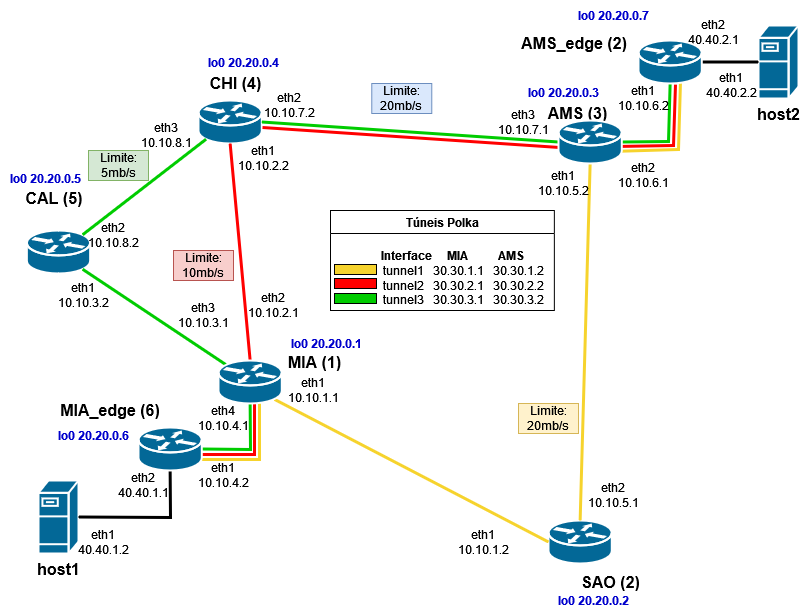 lo0 20.20.0.7
eth2
40.40.2.1
AMS_edge (2)
lo0 20.20.0.4
CHI (4)
eth1
40.40.2.2
host2
Limite:
20mb/s
eth1
10.10.6.2
lo0 20.20.0.3
AMS (3)
eth2
10.10.7.2
eth3
10.10.7.1
eth3
10.10.8.1
eth1
10.10.2.2
Limite:
5mb/s
eth2
10.10.6.1
eth1
10.10.5.2
lo0 20.20.0.5
CAL (5)
eth2
10.10.8.2
Túneis Polka
Interface MIA AMS
tunnel1 30.30.1.1 30.30.1.2
tunnel2 30.30.2.1 30.30.2.2
tunnel3 30.30.3.1 30.30.3.2
Limite:
10mb/s
eth1
10.10.3.2
eth3
10.10.3.1
eth2
10.10.2.1
lo0 20.20.0.1
MIA (1)
eth1
10.10.1.1
MIA_edge (6)
lo0 20.20.0.6
eth4
10.10.4.1
Limite:
20mb/s
eth1
10.10.4.2
eth2
40.40.1.1
eth2
10.10.5.1
eth1
40.40.1.2
host1
eth1
10.10.1.2
SAO (2)
lo0 20.20.0.2